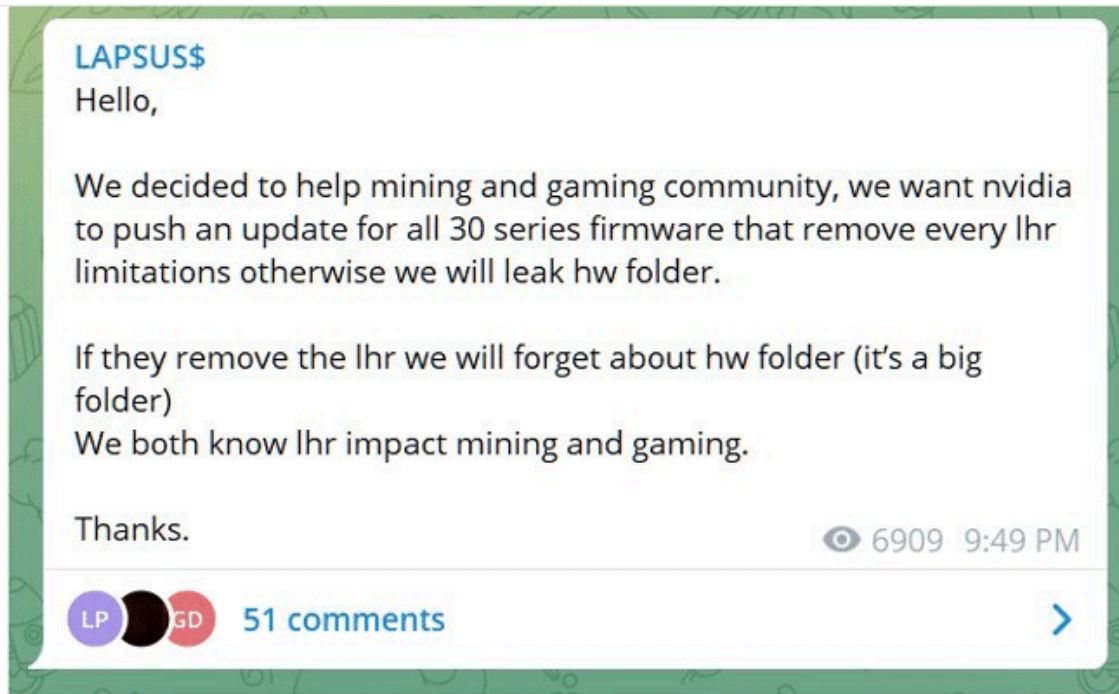 LAPSUS$
Hello,
We decided to help mining and gaming community, we want nvidia
to push an update for all 30 series firmware that remove every lhr
limitations otherwise we will leak hw folder.
If they remove the lhr we will forget about hw folder (it’s a big
folder)
We both know lhr impact mining and gaming.
Thanks.
6909 9:49 PM
LP GD 51 comments